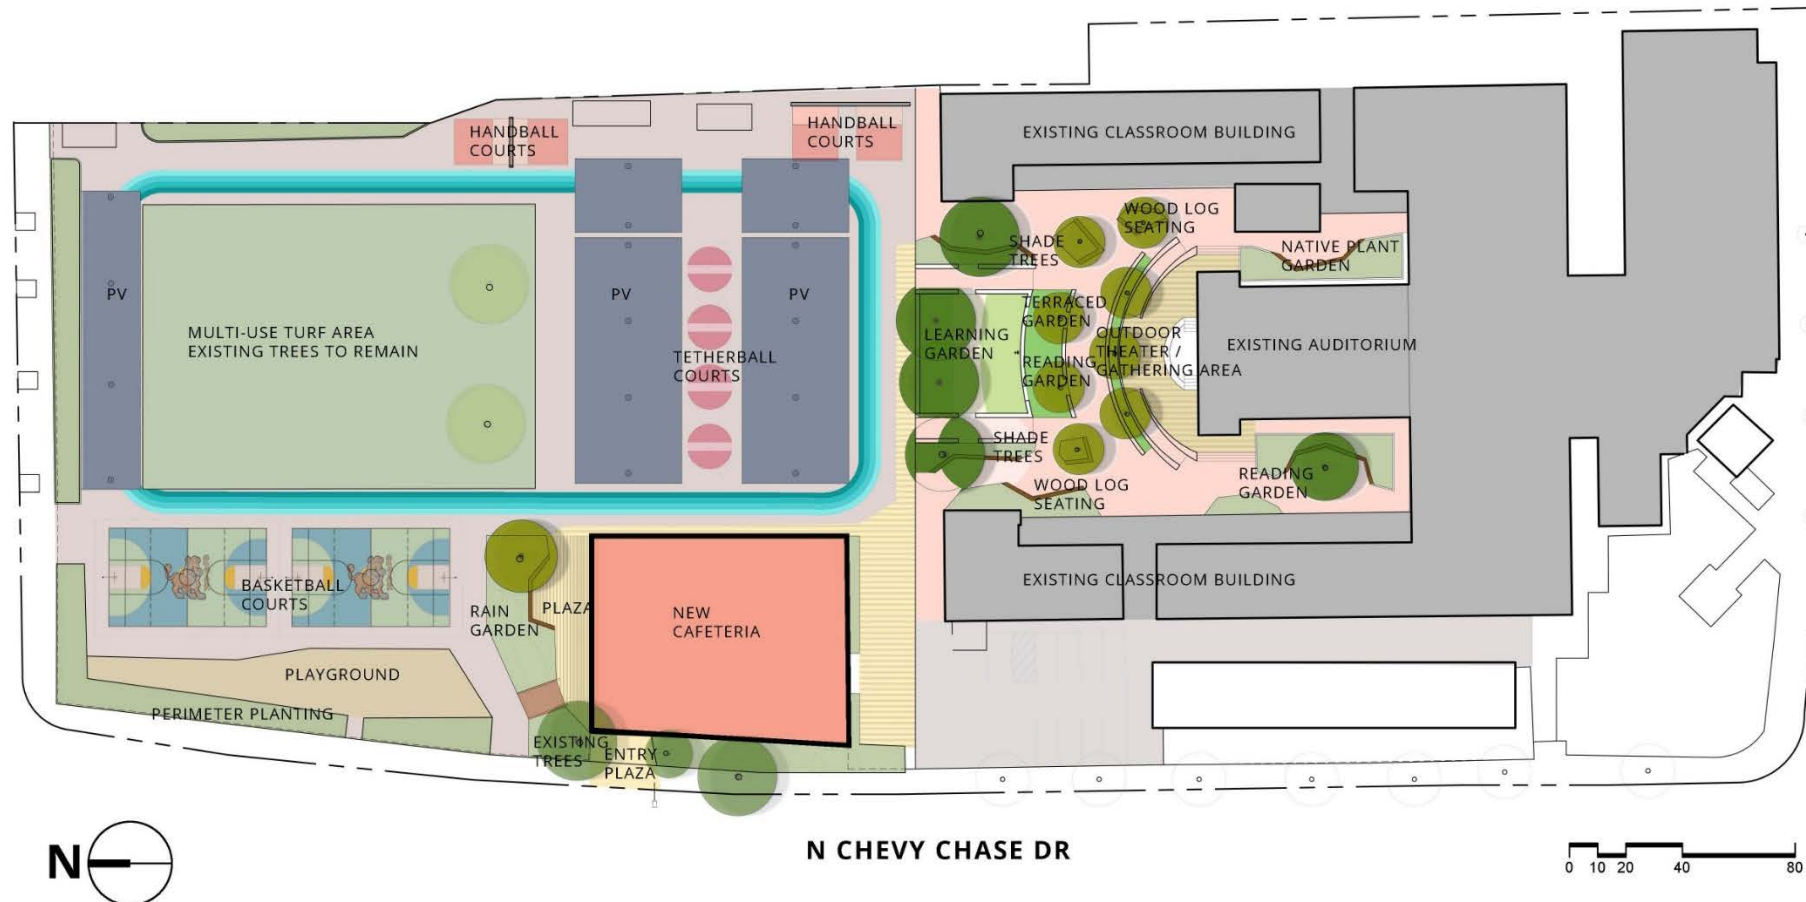 HANDBALL
COURTS
HANDBALL
COURTS
EXISTING CLASSROOM BUILDING
WOOD LOG
SEATING
SHADE
TREES
NATIVE PLANT
GARDEN
PV
PV
PV
MULTI-USE TURF AREA
EXISTING TREES TO REMAIN
TETHERBALL
COURTS
LEARNING
GARDEN
TERRACED
GARDEN
READING
GARDEN
OUTDOOR
THEATER /
GATHERING AREA
EXISTING AUDITORIUM
SHADE
TREES
WOOD LOG
SEATING
READING
GARDEN
BASKETBALL
COURTS
RAIN
GARDEN
PLAZA
NEW
CAFETERIA
EXISTING CLASSROOM BUILDING
PLAYGROUND
PERIMETER PLANTING
EXISTING
TREES
ENTRY
PLAZA
N
N CHEVY CHASE DR
0 10 20 40 80